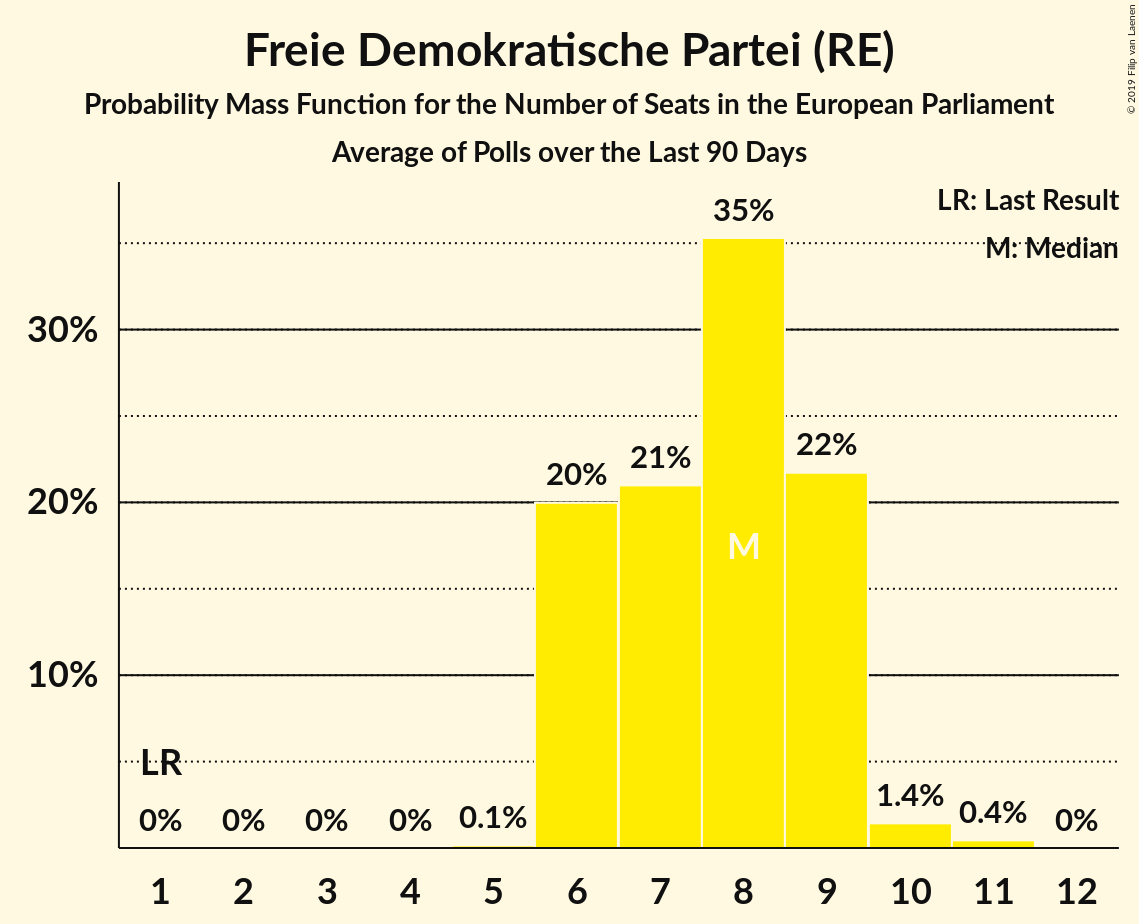 Freie Demokratische Partei (RE)
Probability Mass Function for the Number of Seats in the European Parliament
Average of Polls over the Last 90 Days
© 2019 Filip van Laenen
LR: Last Result
M: Median
35%
30%
22%
21%
20%
20%
M
10%
LR
0%
0%
0%
0%
0.1%
1.4%
0.4%
0%
1 2 3 4 5 6 7 8 9 10 11 12